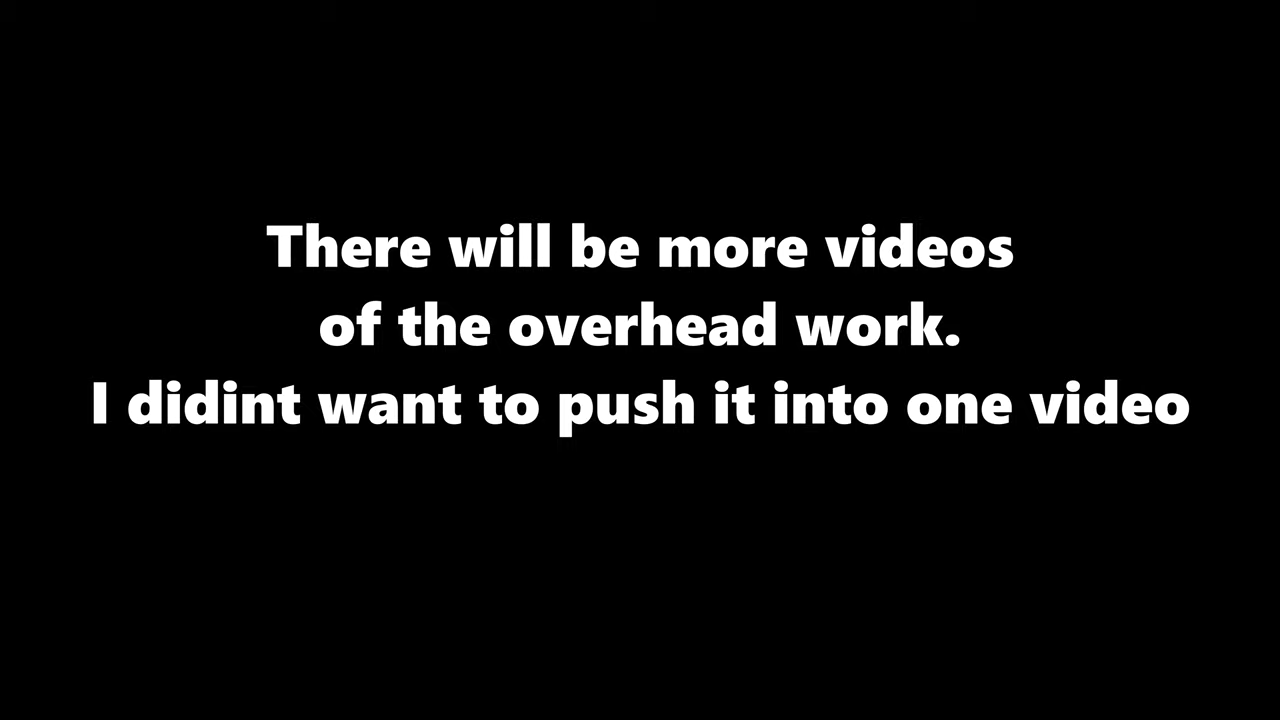 There will be more videos
of the overhead work.
I didint want to push it into one video